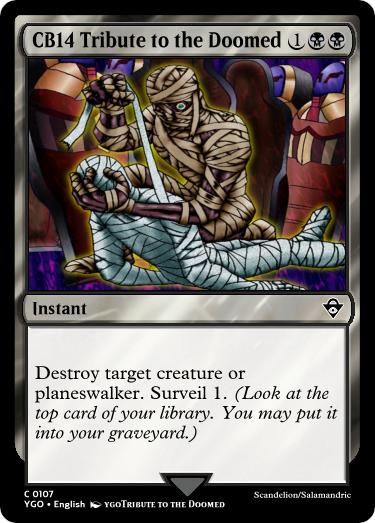 CB14 Tribute to the Doomed 1
Instant
Destroy target creature or
planeswalker. Surveil 1. (Look at the
top card of your library. You may put it
into your graveyard.)
C 0107
YGO • English YGOTRIBUTE TO THE DOOMED
Scandelion/Salamandric